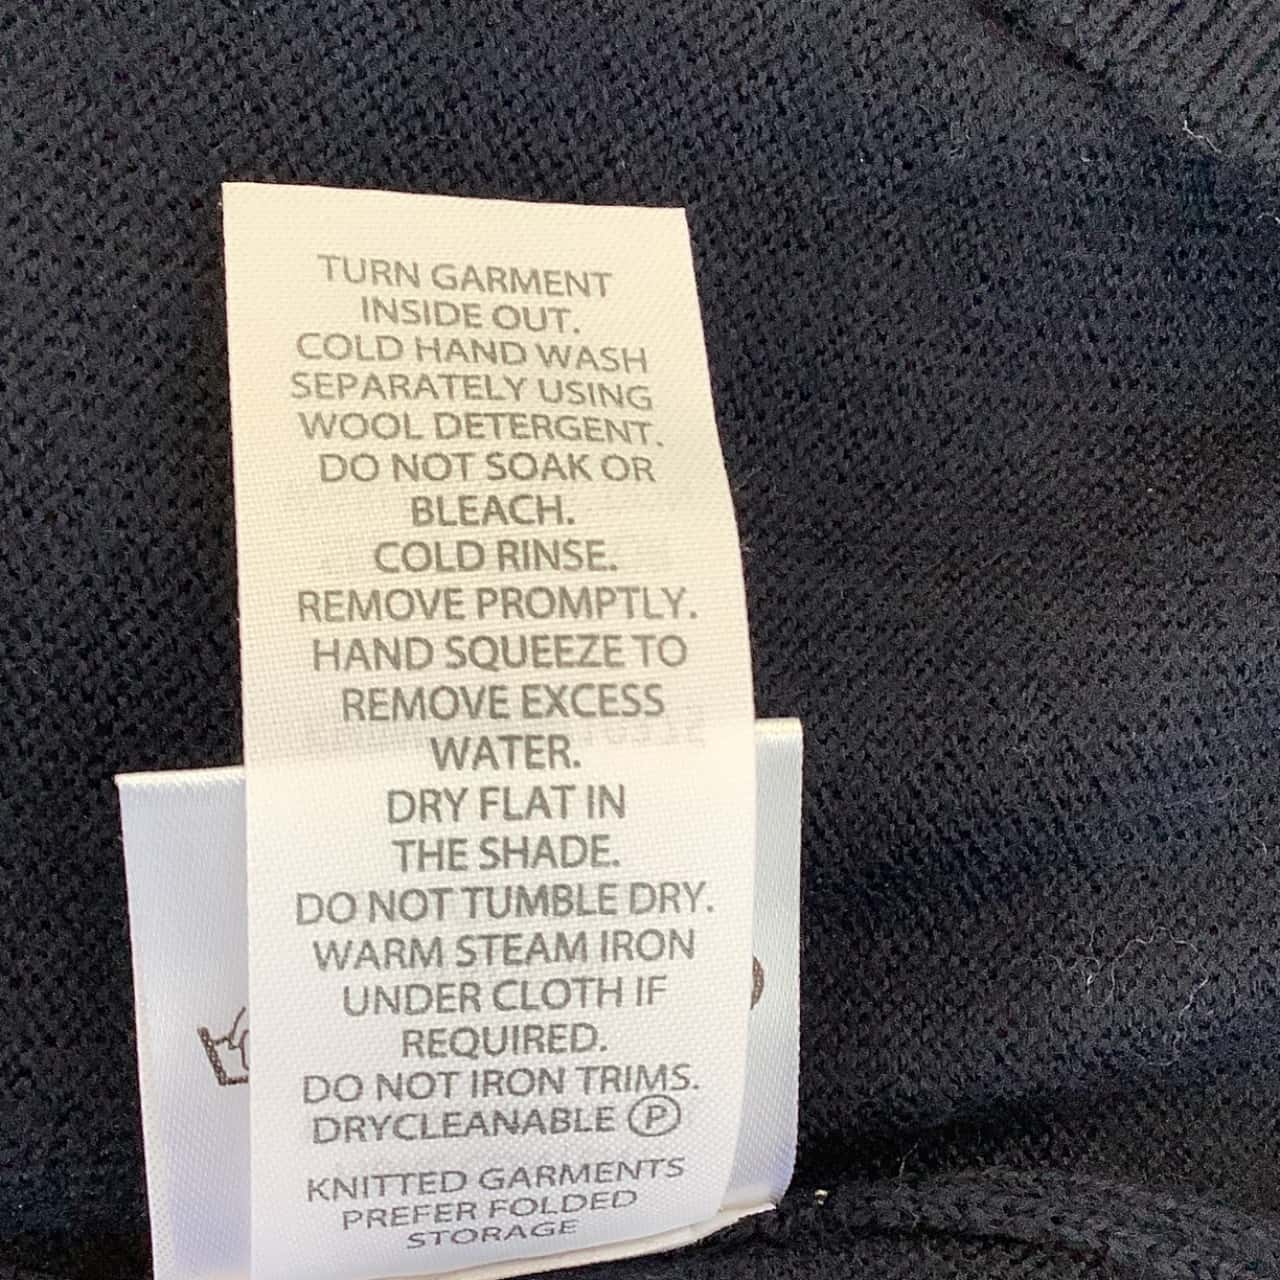 TURN GARMENT
INSIDE OUT.
COLD HAND WASH
SEPARATELY USING
WOOL DETERGENT.
DO NOT SOAK OR
BLEACH.
COLD RINSE.
REMOVE PROMPTLY.
HAND SQUEEZE TO
REMOVE EXCESS
WATER.
DRY FLAT IN
THE SHADE.
DO NOT TUMBLE DRY.
WARM STEAM IRON
UNDER CLOTH IF
REQUIRED.
DO NOT IRON TRIMS.
DRYCLEANABLE Ⓟ
KNITTED GARMENTS
PREFER FOLDED
STORAGE